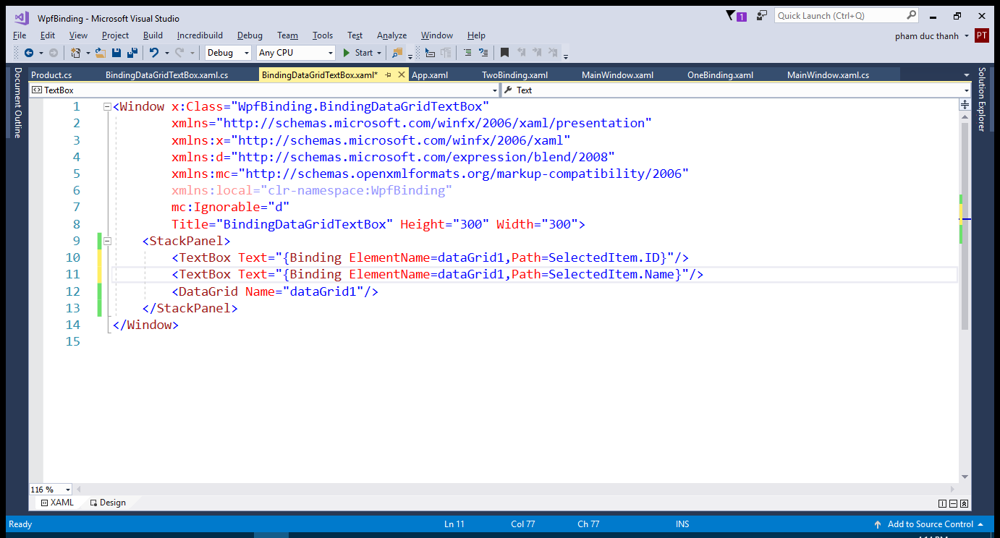 WpfBinding - Microsoft Visual Studio
1
Quick Launch (Ctrl+Q)
File Edit View Project Build Incredibuild Debug Team Tools Test Analyze Window Help
pham duc thanh PT
Debug Any CPU Start
Document Outline
Product.cs BindingDataGridTextBox.xaml.cs BindingDataGridTextBox.xaml* App.xaml TwoBinding.xaml MainWindow.xaml OneBinding.xaml MainWindow.xaml.cs
Solution Explorer
TextBox Text
1 <Window x:Class="WpfBinding.BindingDataGridTextBox"
2 xmlns="http://schemas.microsoft.com/winfx/2006/xaml/presentation"
3 xmlns:x="http://schemas.microsoft.com/winfx/2006/xaml"
4 xmlns:d="http://schemas.microsoft.com/expression/blend/2008"
5 xmlns:mc="http://schemas.openxmlformats.org/markup-compatibility/2006"
6 xmlns:local="clr-namespace:WpfBinding"
7 mc:Ignorable="d"
8 Title="BindingDataGridTextBox" Height="300" Width="300">
9 <StackPanel>
10 <TextBox Text="{Binding ElementName=dataGrid1,Path=SelectedItem.ID}"/>
11 <TextBox Text="{Binding ElementName=dataGrid1,Path=SelectedItem.Name}"/>
12 <DataGrid Name="dataGrid1"/>
13 </StackPanel>
14 </Window>
15
116 %
XAML Design
Ready Ln 11 Col 77 Ch 77 INS Add to Source Control